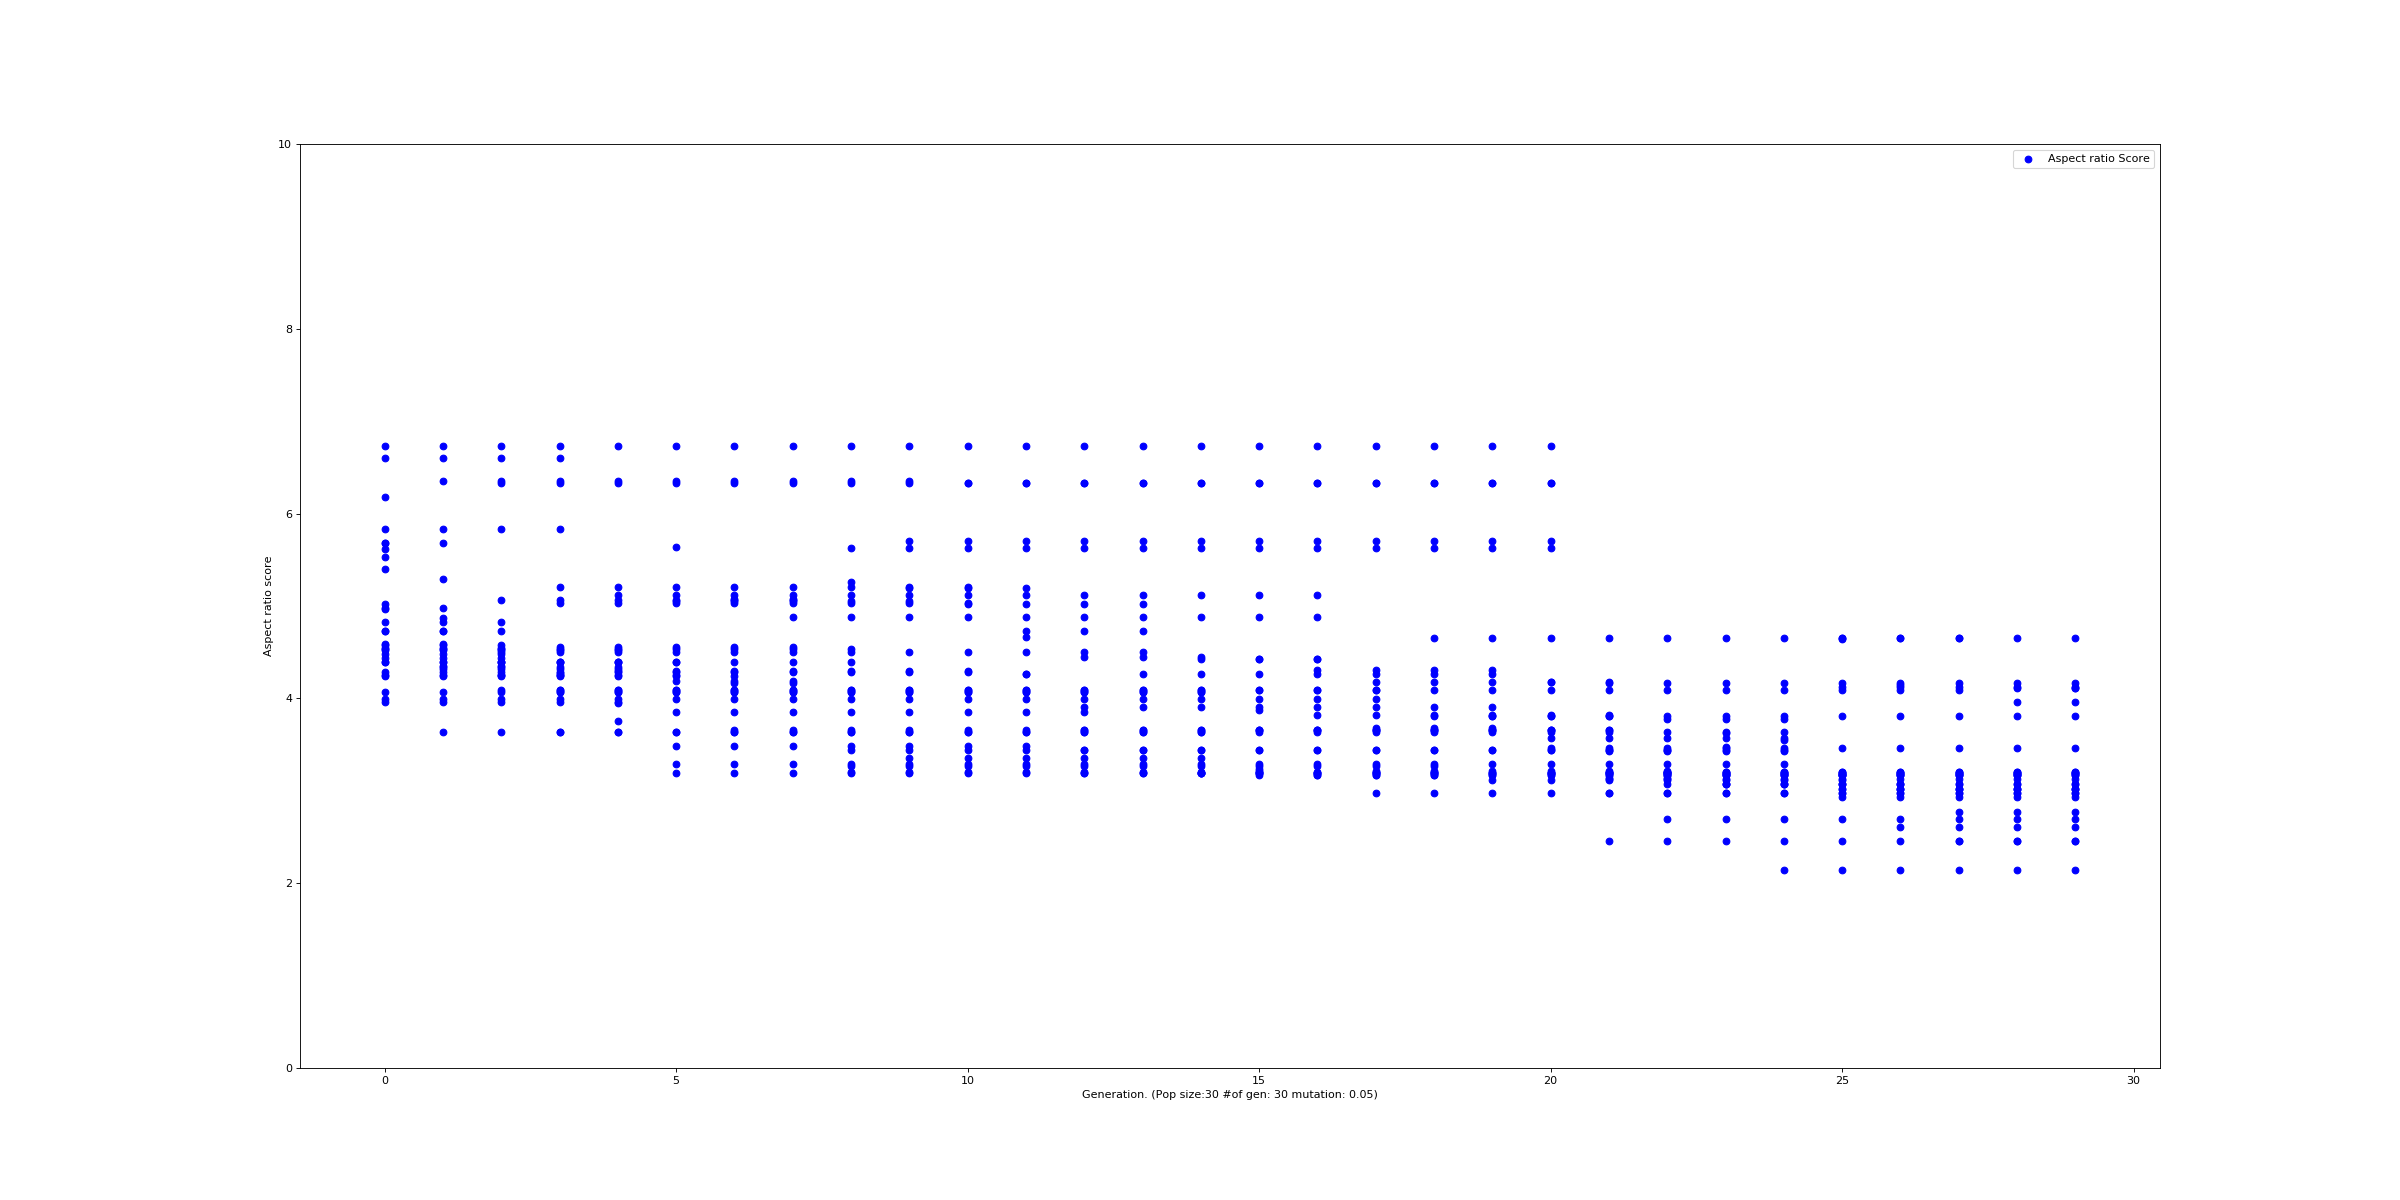 10
Aspect ratio Score
8
6
Aspect ratio score
4
2
0
0 5 10 15 20 25 30
Generation. (Pop size:30 #of gen: 30 mutation: 0.05)